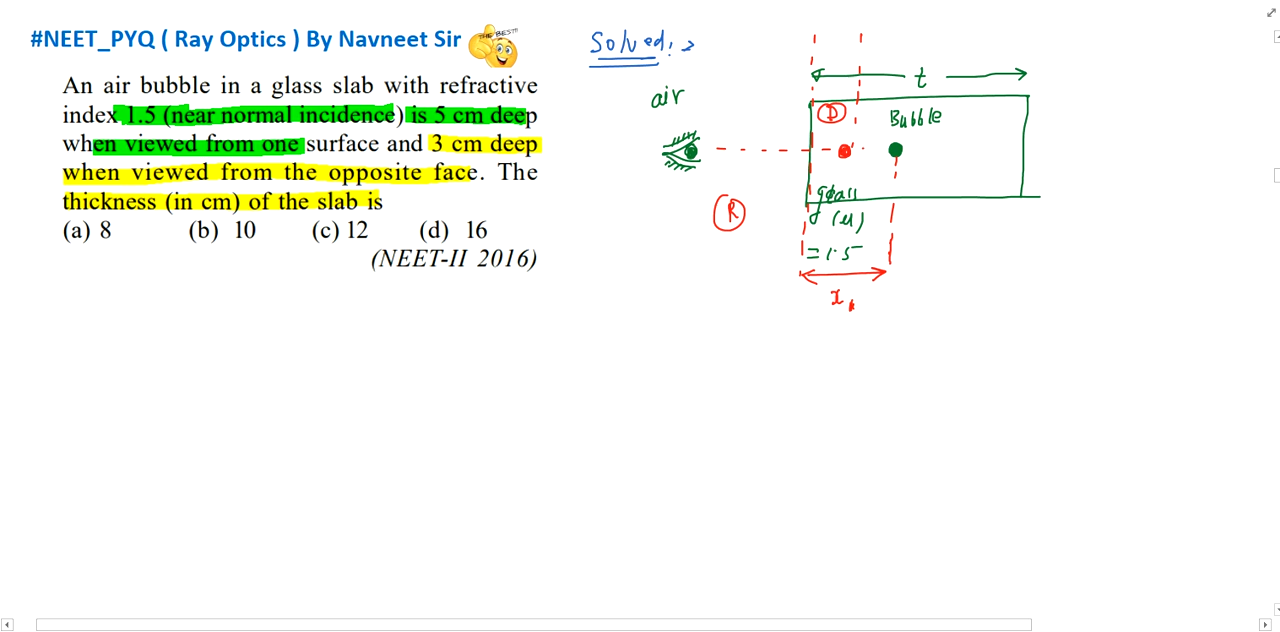 #NEET_PYQ ( Ray Optics ) By Navneet Sir
THE BEST!!
An air bubble in a glass slab with refractive
index 1.5 (near normal incidence) is 5 cm deep
when viewed from one surface and 3 cm deep
when viewed from the opposite face. The
thickness (in cm) of the slab is
(a) 8 (b) 10 (c) 12 (d) 16
(NEET-II 2016)
Solved:→
t
air
D
Bubble
R
(μ)
= 1.5
x₁